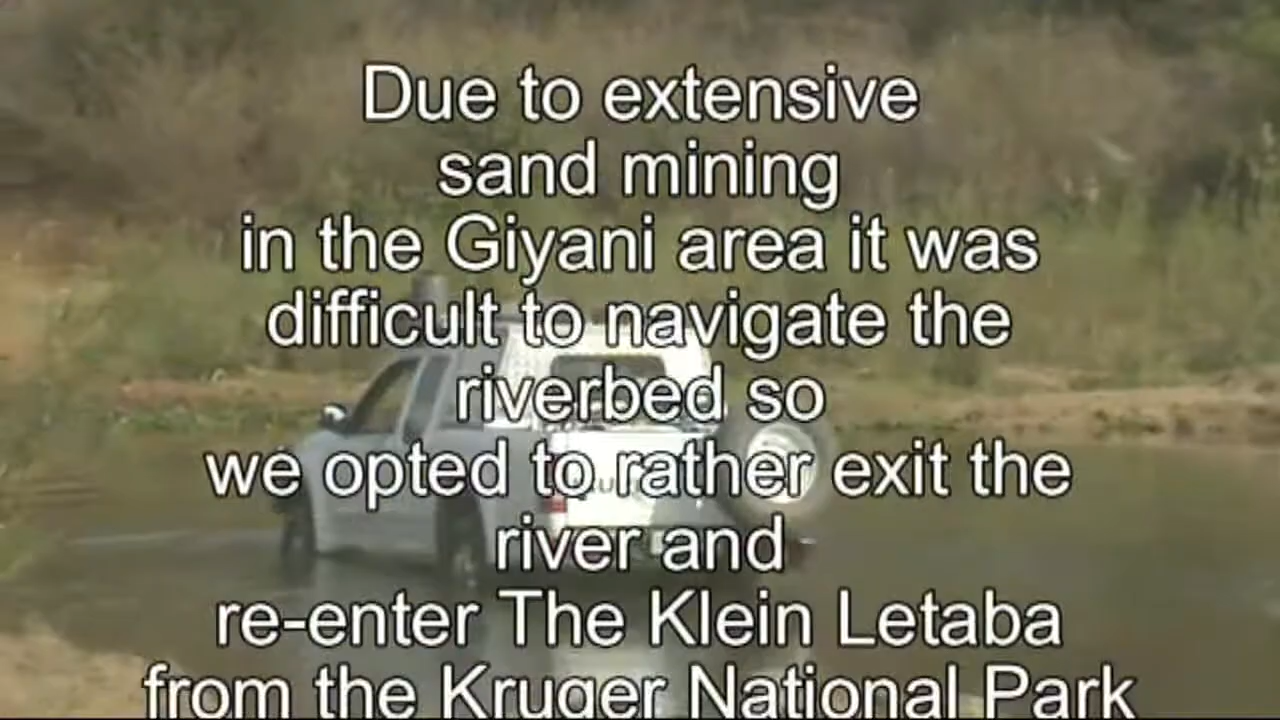 Due to extensive
sand mining
in the Giyani area it was
difficult to navigate the
riverbed so
we opted to rather exit the
river and
re-enter The Klein Letaba
from the Kruger National Park